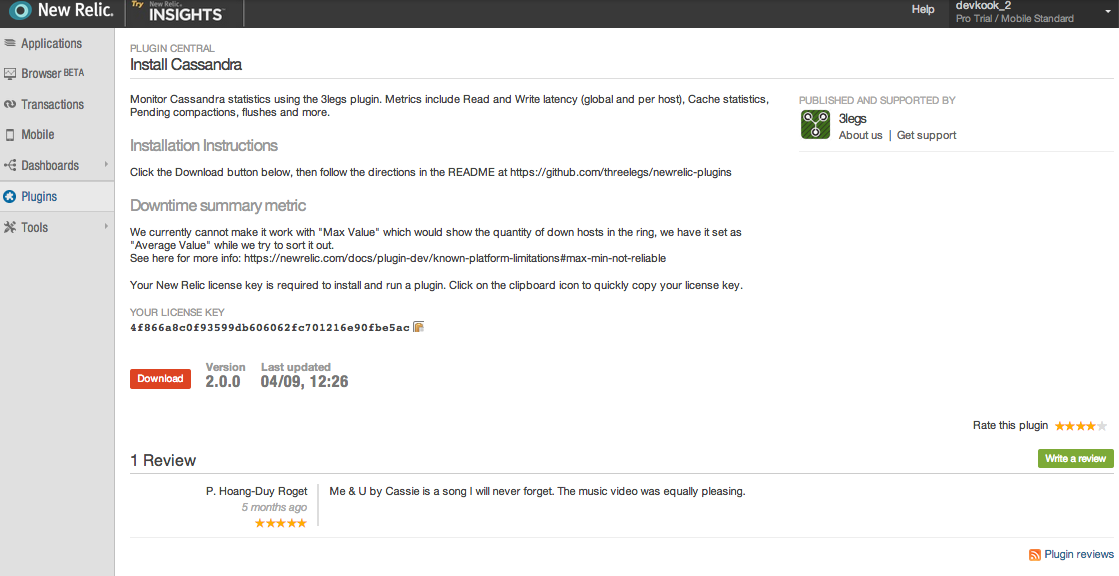 New Relic.
Try New Relic. INSIGHTS
Help
devkook_2
Pro Trial / Mobile Standard
Applications
Browser BETA
Transactions
Mobile
Dashboards
Plugins
Tools
PLUGIN CENTRAL
Install Cassandra
Monitor Cassandra statistics using the 3legs plugin. Metrics include Read and Write latency (global and per host), Cache statistics,
Pending compactions, flushes and more.
PUBLISHED AND SUPPORTED BY
3legs
About us | Get support
Installation Instructions
Click the Download button below, then follow the directions in the README at https://github.com/threelegs/newrelic-plugins
Downtime summary metric
We currently cannot make it work with "Max Value" which would show the quantity of down hosts in the ring, we have it set as
"Average Value" while we try to sort it out.
See here for more info: https://newrelic.com/docs/plugin-dev/known-platform-limitations#max-min-not-reliable
Your New Relic license key is required to install and run a plugin. Click on the clipboard icon to quickly copy your license key.
YOUR LICENSE KEY
4f866a8c0f93599db606062fc701216e90fbe5ac
Download
Version
2.0.0
Last updated
04/09, 12:26
Rate this plugin
1 Review
Write a review
P. Hoang-Duy Roget
5 months ago
Me & U by Cassie is a song I will never forget. The music video was equally pleasing.
Plugin reviews